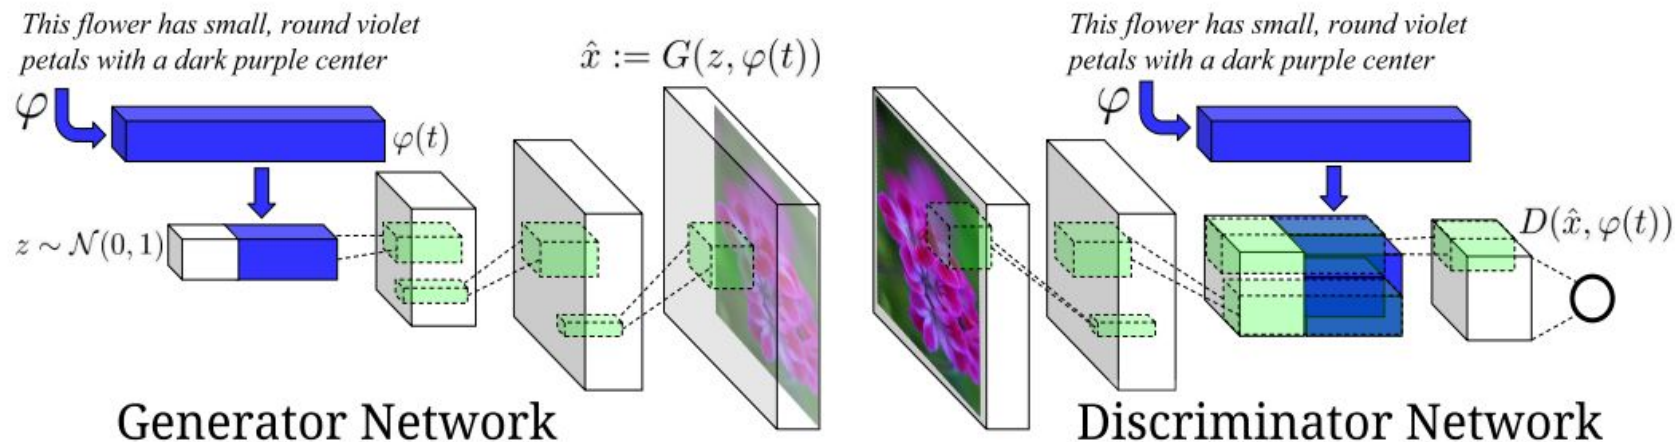 This flower has small, round violet
petals with a dark purple center
φ
φ(t)
z ~ 𝒩(0, 1)
x̂ := G(z, φ(t))
Generator Network
This flower has small, round violet
petals with a dark purple center
φ
D(x̂, φ(t))
Discriminator Network